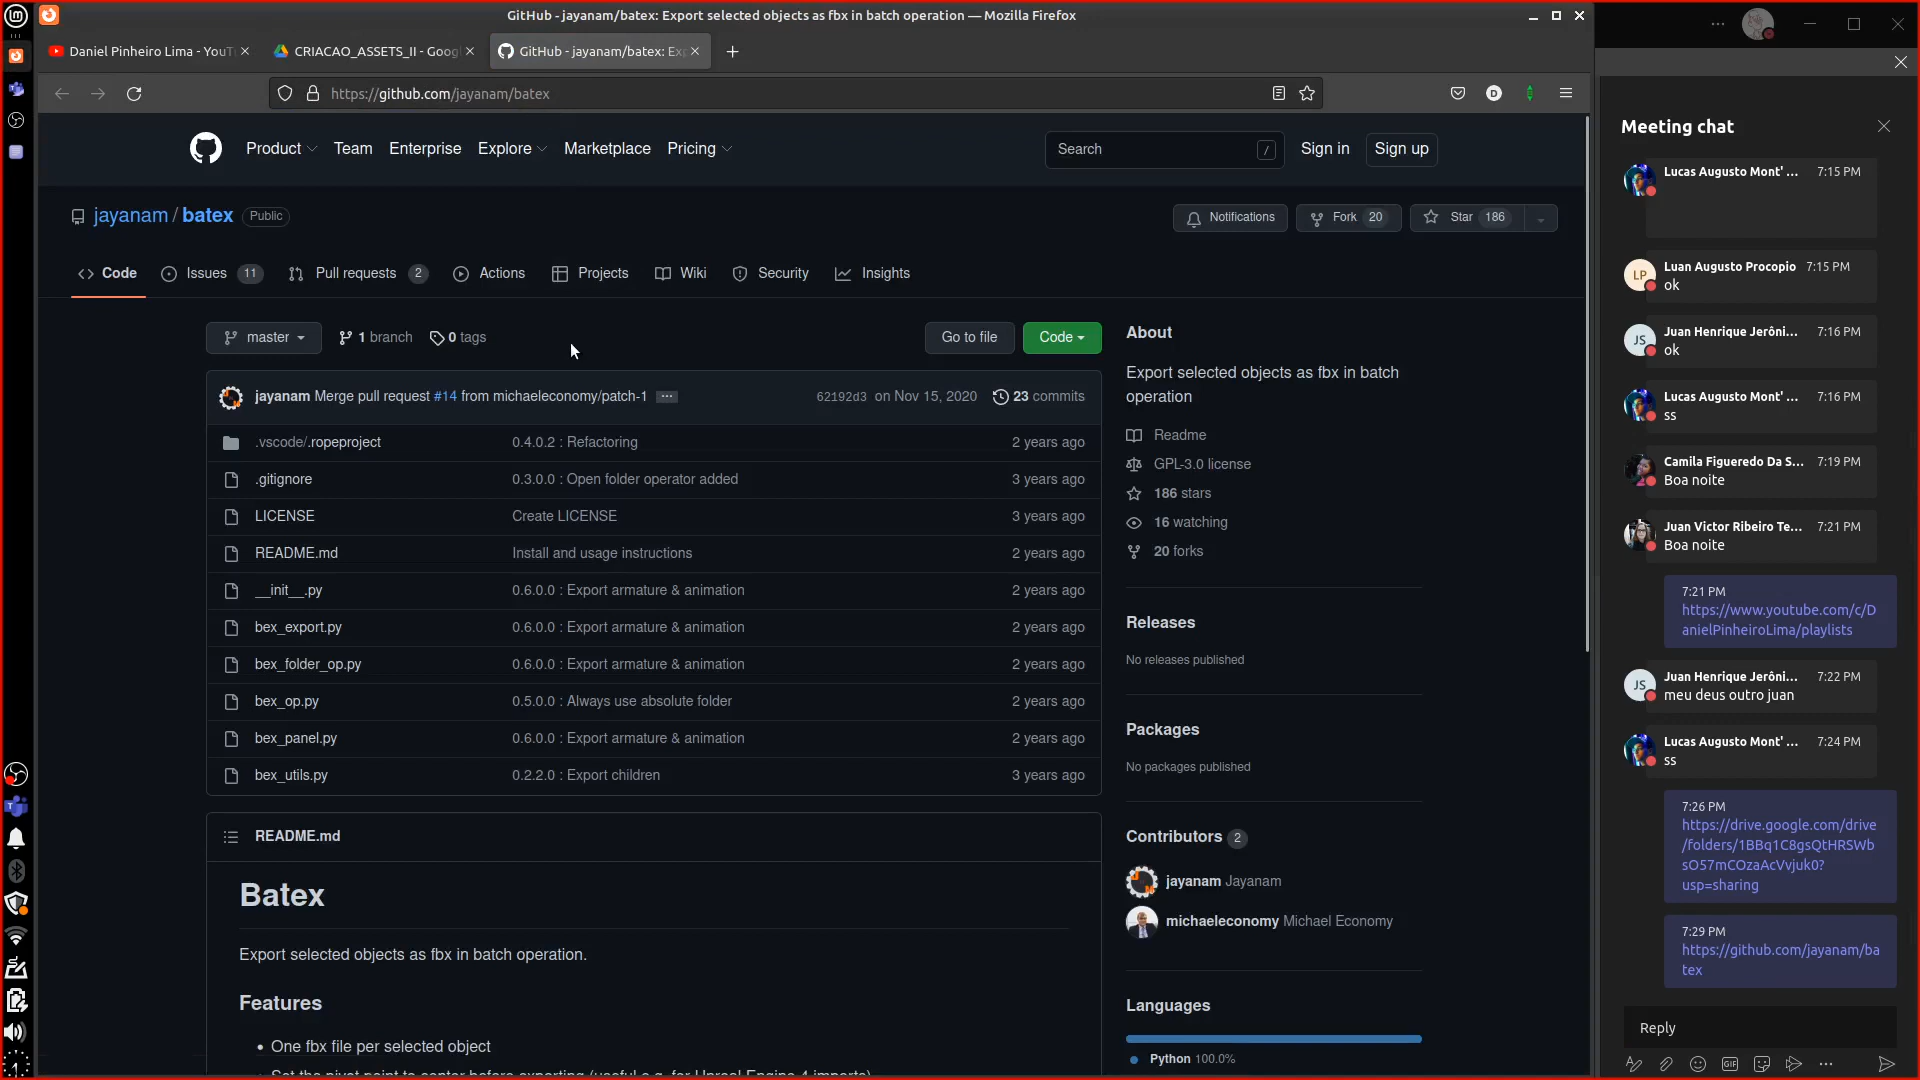 GitHub - jayanam/batex: Export selected objects as fbx in batch operation — Mozilla Firefox
Daniel Pinheiro Lima - YouT
CRIACAO_ASSETS_II - Goog
GitHub - jayanam/batex: Ex
https://github.com/jayanam/batex
Product
Team
Enterprise
Explore
Marketplace
Pricing
Search
/
Sign in
Sign up
jayanam / batex
Public
Notifications
Fork 20
Star 186
Code
Issues 11
Pull requests 2
Actions
Projects
Wiki
Security
Insights
master
1 branch
0 tags
Go to file
Code
jayanam Merge pull request #14 from michaeleconomy/patch-1 ...
62192d3 on Nov 15, 2020
23 commits
.vscode/.ropeproject 0.4.0.2 : Refactoring 2 years ago
.gitignore 0.3.0.0 : Open folder operator added 3 years ago
LICENSE Create LICENSE 3 years ago
README.md Install and usage instructions 2 years ago
__init__.py 0.6.0.0 : Export armature & animation 2 years ago
bex_export.py 0.6.0.0 : Export armature & animation 2 years ago
bex_folder_op.py 0.6.0.0 : Export armature & animation 2 years ago
bex_op.py 0.5.0.0 : Always use absolute folder 2 years ago
bex_panel.py 0.6.0.0 : Export armature & animation 2 years ago
bex_utils.py 0.2.2.0 : Export children 3 years ago
README.md
Batex
Export selected objects as fbx in batch operation.
Features
• One fbx file per selected object
• Set the pivot point to center before exporting (useful e.g. for Unreal Engine 4 imports)
About
Export selected objects as fbx in batch
operation
Readme
GPL-3.0 license
186 stars
16 watching
20 forks
Releases
No releases published
Packages
No packages published
Contributors 2
jayanam Jayanam
michaeleconomy Michael Economy
Languages
Python 100.0%
Meeting chat
Lucas Augusto Mont' ... 7:15 PM
LP
Luan Augusto Procopio 7:15 PM
ok
JS
Juan Henrique Jerôni... 7:16 PM
ok
Lucas Augusto Mont' ... 7:16 PM
ss
Camila Figueredo Da S... 7:19 PM
Boa noite
Juan Victor Ribeiro Te... 7:21 PM
Boa noite
7:21 PM
https://www.youtube.com/c/D
anielPinheiroLima/playlists
JS
Juan Henrique Jerôni... 7:22 PM
meu deus outro juan
Lucas Augusto Mont' ... 7:24 PM
ss
7:26 PM
https://drive.google.com/drive
/folders/1BBq1C8gsQtHRSWb
sO57mCOzaAcVvjuk0?
usp=sharing
7:29 PM
https://github.com/jayanam/ba
tex
Reply
GIF